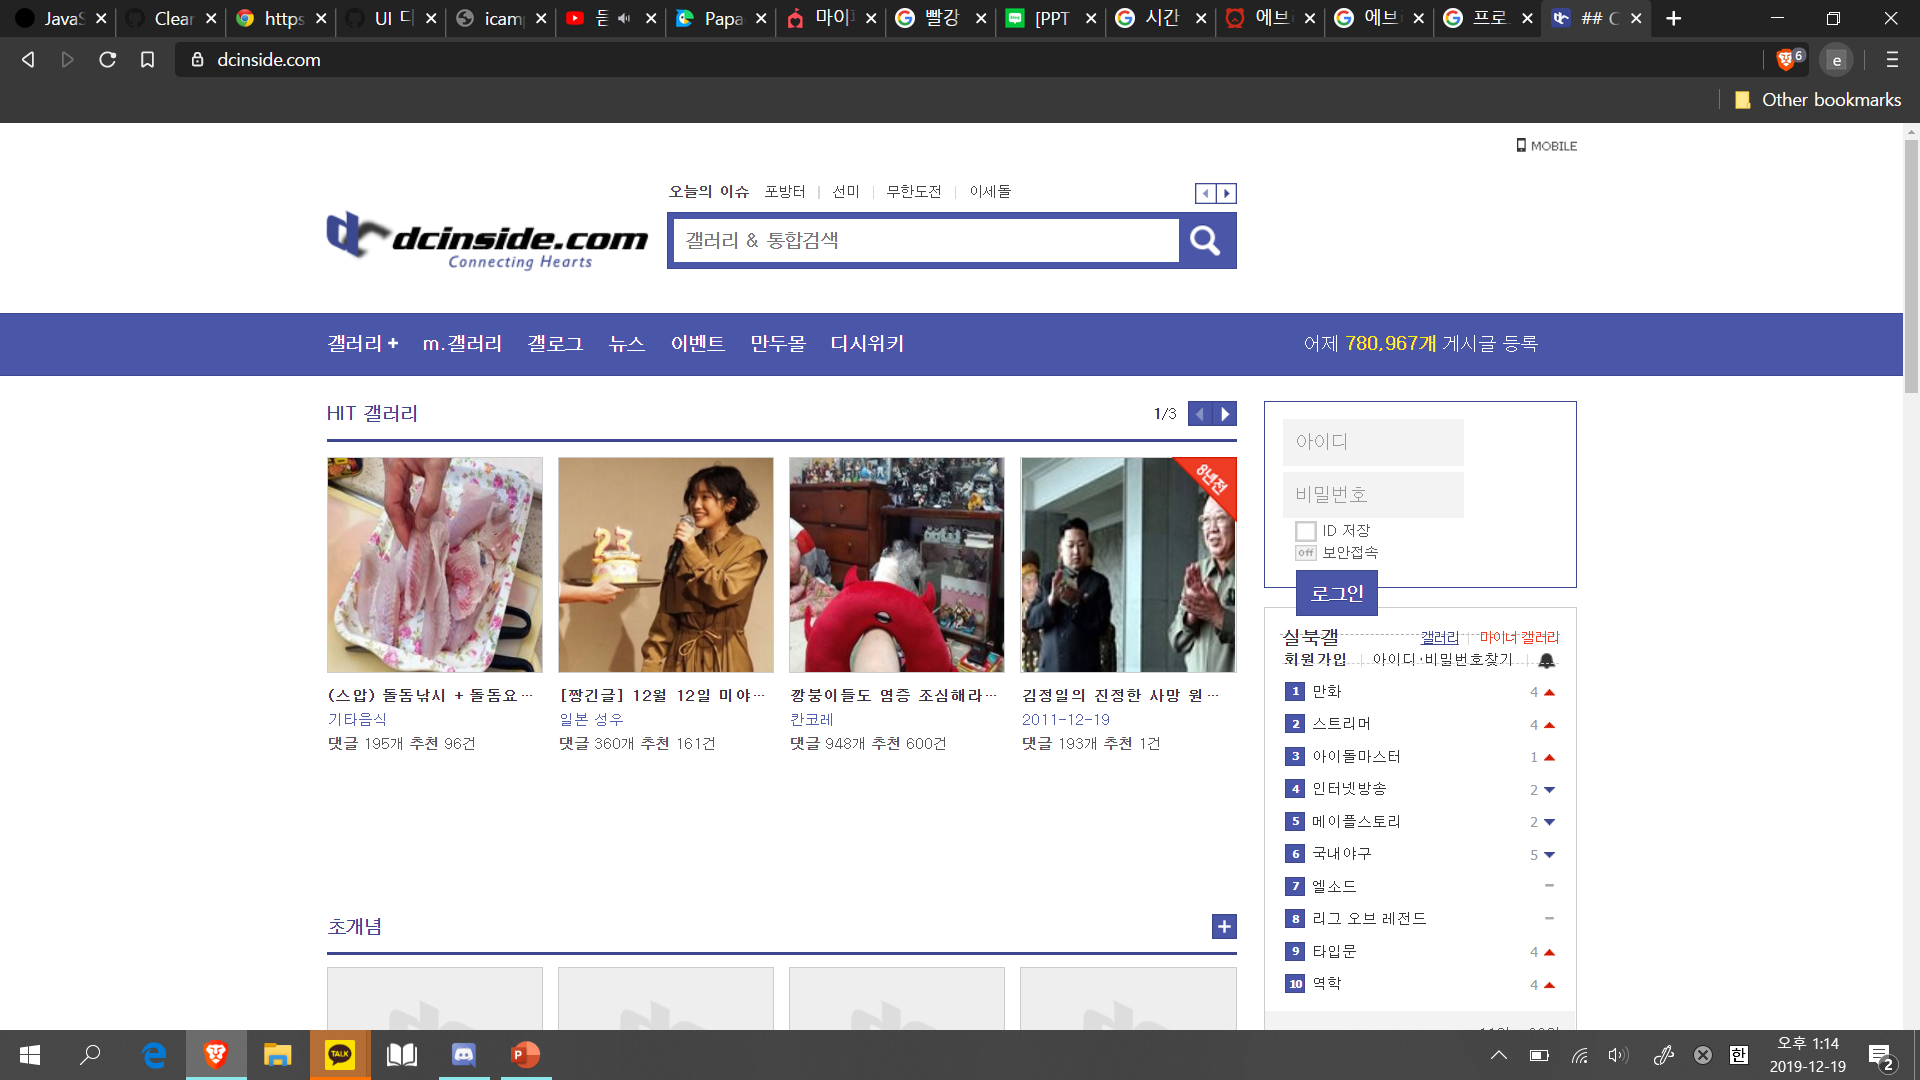 JavaS
Clear
https
UI 디
icamp
듣
Papa
마이
빨강
[PPT
시간
에브
에브
프로
## C
dcinside.com
6
e
Other bookmarks
MOBILE
오늘의 이슈 포방터 | 선미 | 무한도전 | 이세돌
dcinside.com
Connecting Hearts
갤러리 & 통합검색
갤러리 + m.갤러리 갤로그 뉴스 이벤트 만두몰 디시위키
어제 780,967개 게시글 등록
HIT 갤러리
1/3
8년전
23
(스압) 돌돔낚시 + 돌돔요…
기타음식
댓글 195개 추천 96건
[짤긴글] 12월 12일 미야…
일본 성우
댓글 360개 추천 161건
깡붕이들도 염증 조심해라…
칸코레
댓글 948개 추천 600건
김정일의 진정한 사망 원…
2011-12-19
댓글 193개 추천 1건
아이디
비밀번호
ID 저장
off 보안접속
로그인
실북갤
갤러리 | 마이너 갤러리
회원가입 | 아이디·비밀번호찾기
1 만화 4
2 스트리머 4
3 아이돌마스터 1
4 인터넷방송 2
5 메이플스토리 2
6 국내야구 5
7 엘소드 -
8 리그 오브 레전드 -
9 타입문 4
10 역학 4
초개념
+
TALK
P
한
오후 1:14
2019-12-19
2